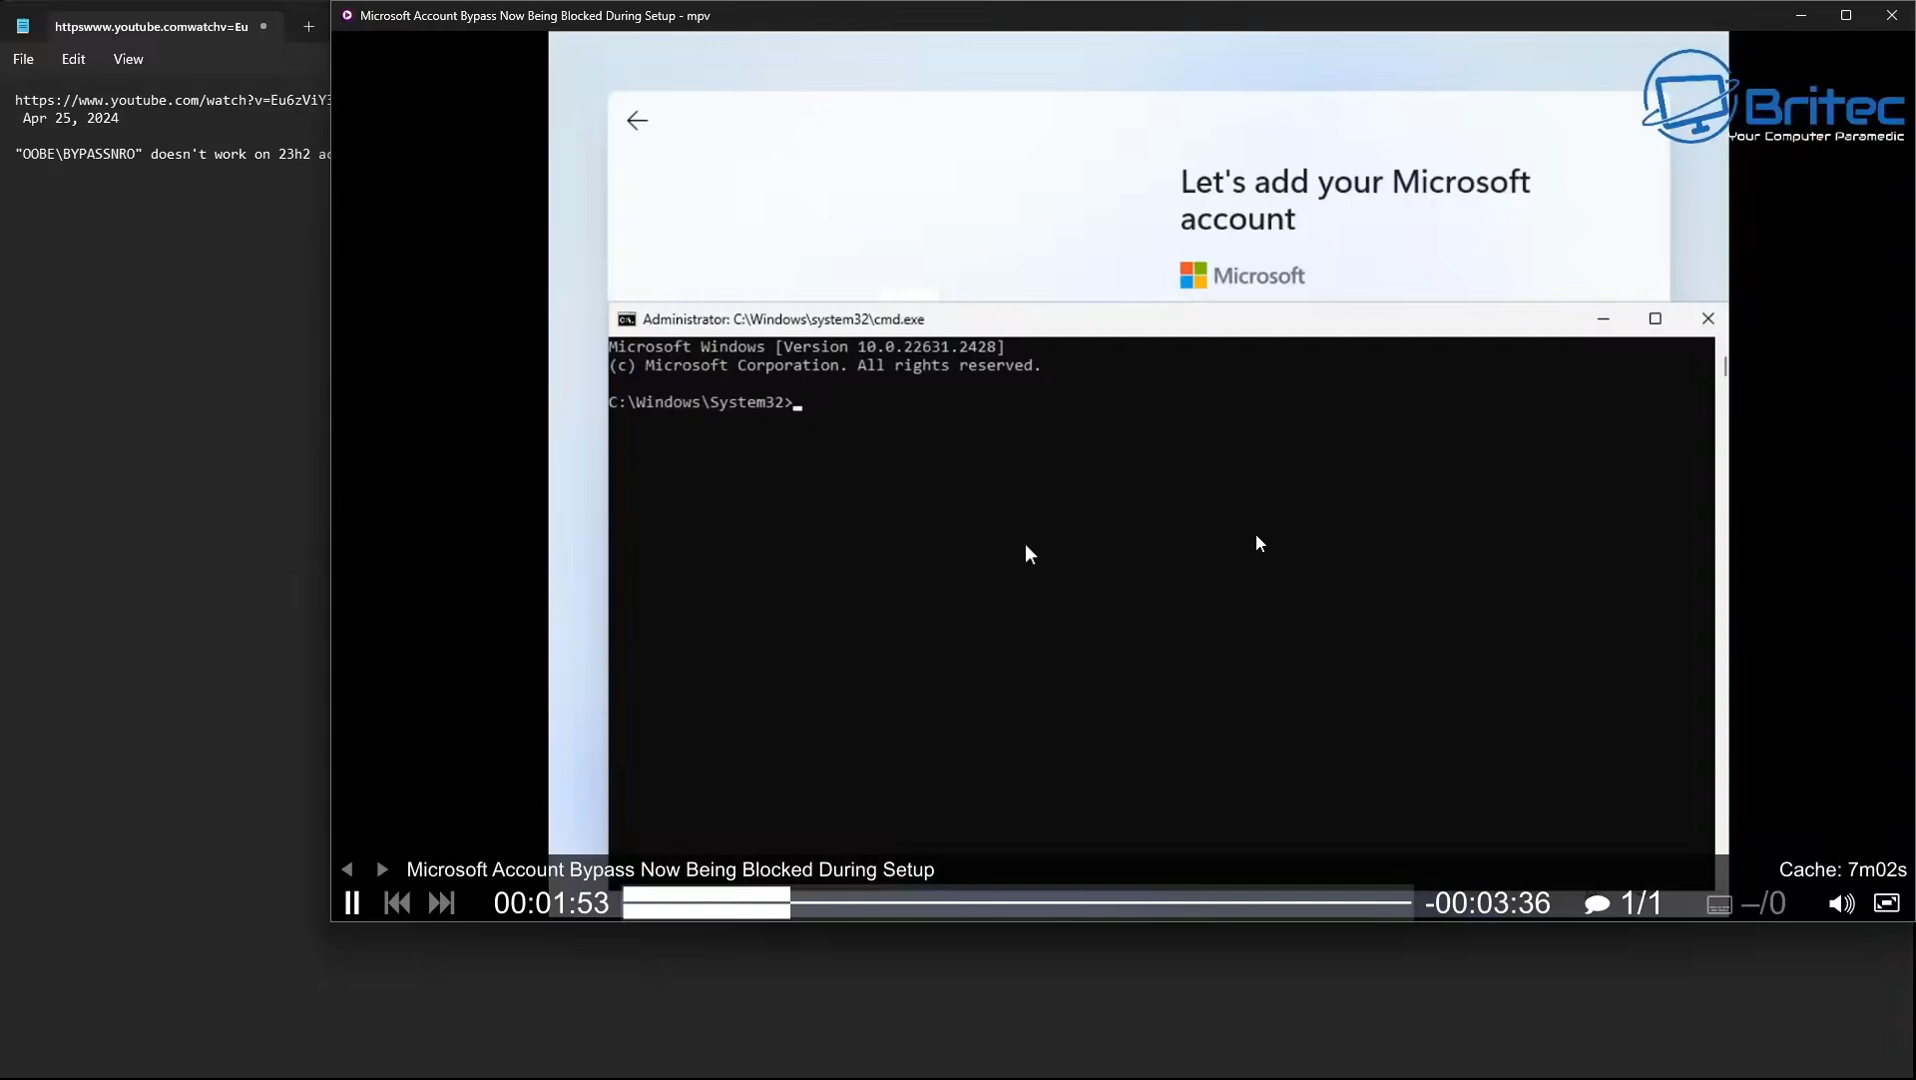 httpswww.youtube.comwatchv=Eu
File Edit View
https://www.youtube.com/watch?v=Eu6zViY
Apr 25, 2024
"OOBE\BYPASSNRO" doesn't work on 23h2
Microsoft Account Bypass Now Being Blocked During Setup - mpv
Britec
Your Computer Paramedic
Let's add your Microsoft
account
Microsoft
Administrator: C:\Windows\system32\cmd.exe
Microsoft Windows [Version 10.0.22631.2428]
(c) Microsoft Corporation. All rights reserved.
C:\Windows\System32>
Microsoft Account Bypass Now Being Blocked During Setup
Cache: 7m02s
00:01:53
-00:03:36
1/1
–/0